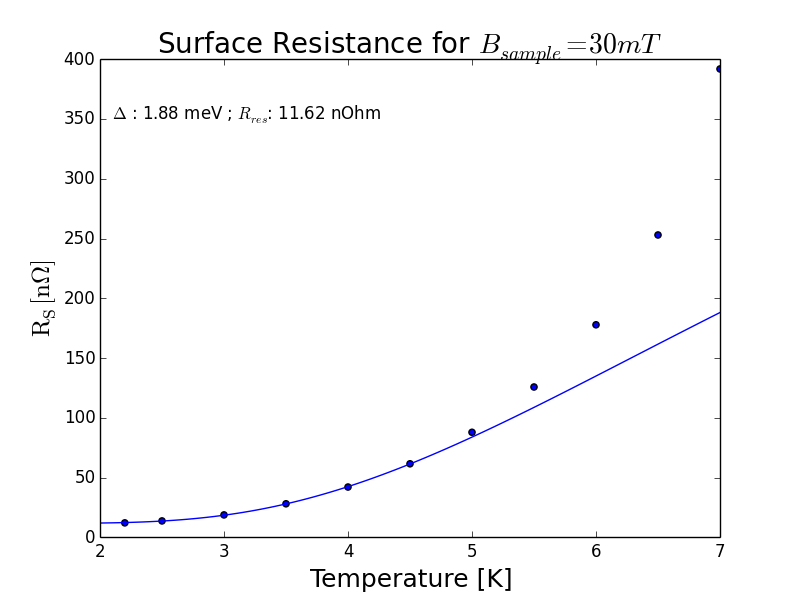 Surface Resistance for B_sample=30mT
400
Δ : 1.88 meV ; R_res: 11.62 nOhm
350
300
250
R_S [nΩ]
200
150
100
50
0
2 3 4 5 6 7
Temperature [K]